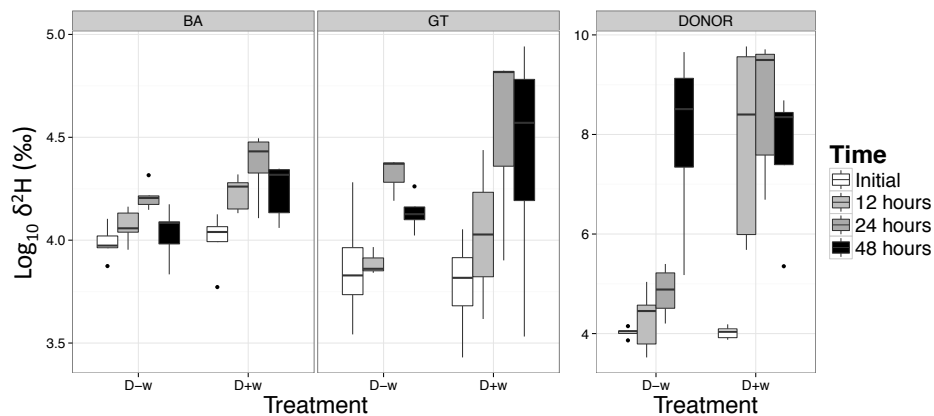 BA
GT
DONOR
Log₁₀ δ²H (‰)
5.0
4.5
4.0
3.5
10
8
6
4
D−w
D+w
D−w
D+w
D−w
D+w
Treatment
Treatment
Time
Initial
12 hours
24 hours
48 hours